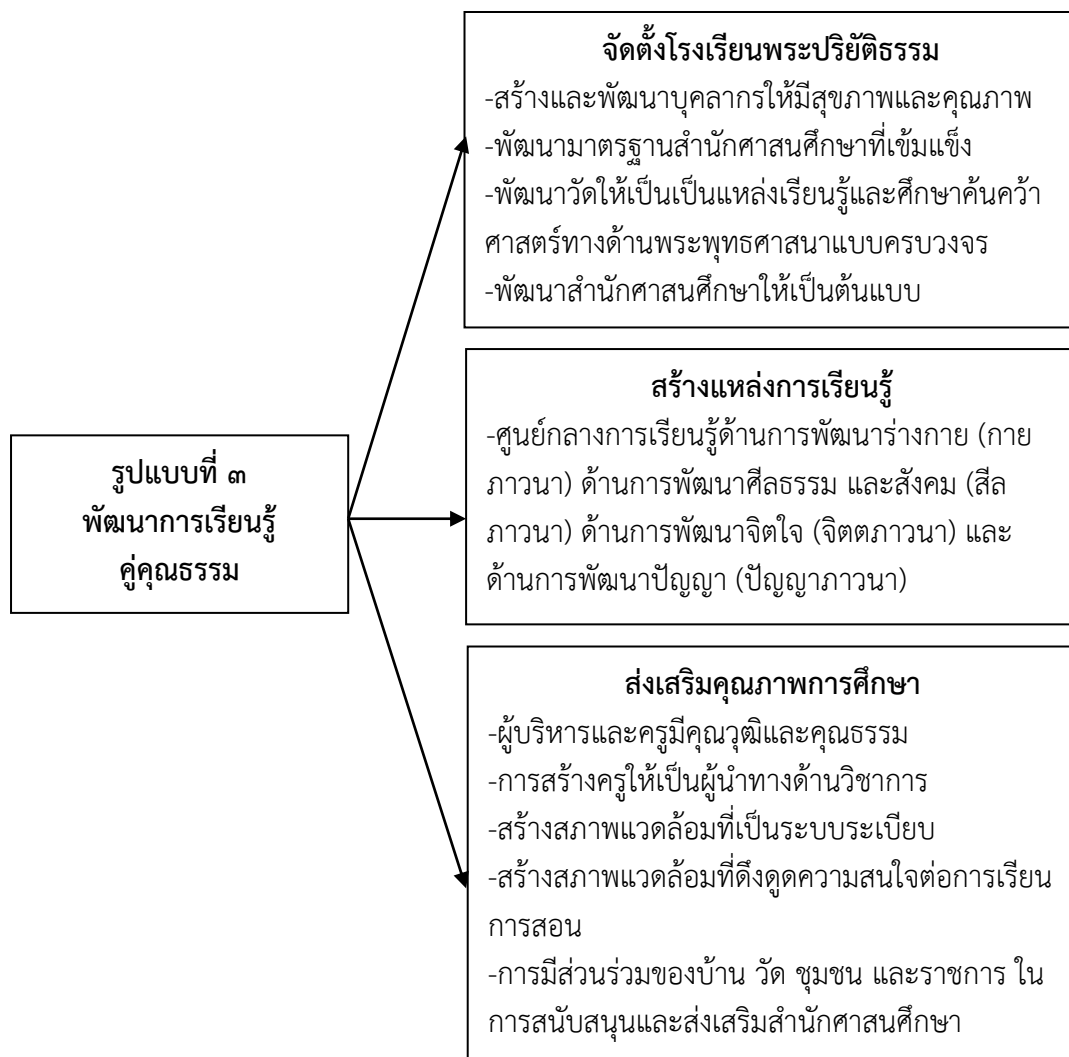 จัดตั้งโรงเรียนพระปริยัติธรรม
-สร้างและพัฒนาบุคลากรให้มีสุขภาพและคุณภาพ
-พัฒนามาตรฐานสำนักศาสนศึกษาที่เข้มแข็ง
-พัฒนาวัดให้เป็นเป็นแหล่งเรียนรู้และศึกษาค้นคว้า
ศาสตร์ทางด้านพระพุทธศาสนาแบบครบวงจร
-พัฒนาสำนักศาสนศึกษาให้เป็นต้นแบบ
สร้างแหล่งการเรียนรู้
-ศูนย์กลางการเรียนรู้ด้านการพัฒนาร่างกาย (กาย
ภาวนา) ด้านการพัฒนาศีลธรรม และสังคม (สีล
ภาวนา) ด้านการพัฒนาจิตใจ (จิตตภาวนา) และ
ด้านการพัฒนาปัญญา (ปัญญาภาวนา)
รูปแบบที่ ๓
พัฒนาการเรียนรู้
คู่คุณธรรม
ส่งเสริมคุณภาพการศึกษา
-ผู้บริหารและครูมีคุณวุฒิและคุณธรรม
-การสร้างครูให้เป็นผู้นำทางด้านวิชาการ
-สร้างสภาพแวดล้อมที่เป็นระบบระเบียบ
-สร้างสภาพแวดล้อมที่ดึงดูดความสนใจต่อการเรียน
การสอน
-การมีส่วนร่วมของบ้าน วัด ชุมชน และราชการ ใน
การสนับสนุนและส่งเสริมสำนักศาสนศึกษา